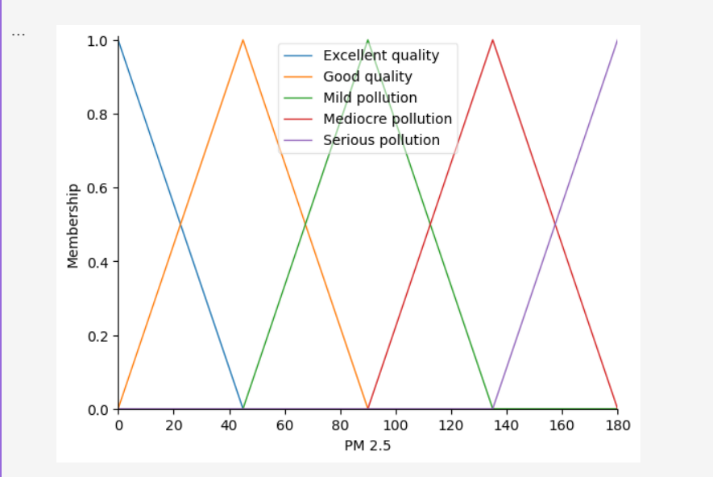 ...
1.0
0.8
0.6
0.4
0.2
0.0
Membership
Excellent quality
Good quality
Mild pollution
Mediocre pollution
Serious pollution
0 20 40 60 80 100 120 140 160 180
PM 2.5